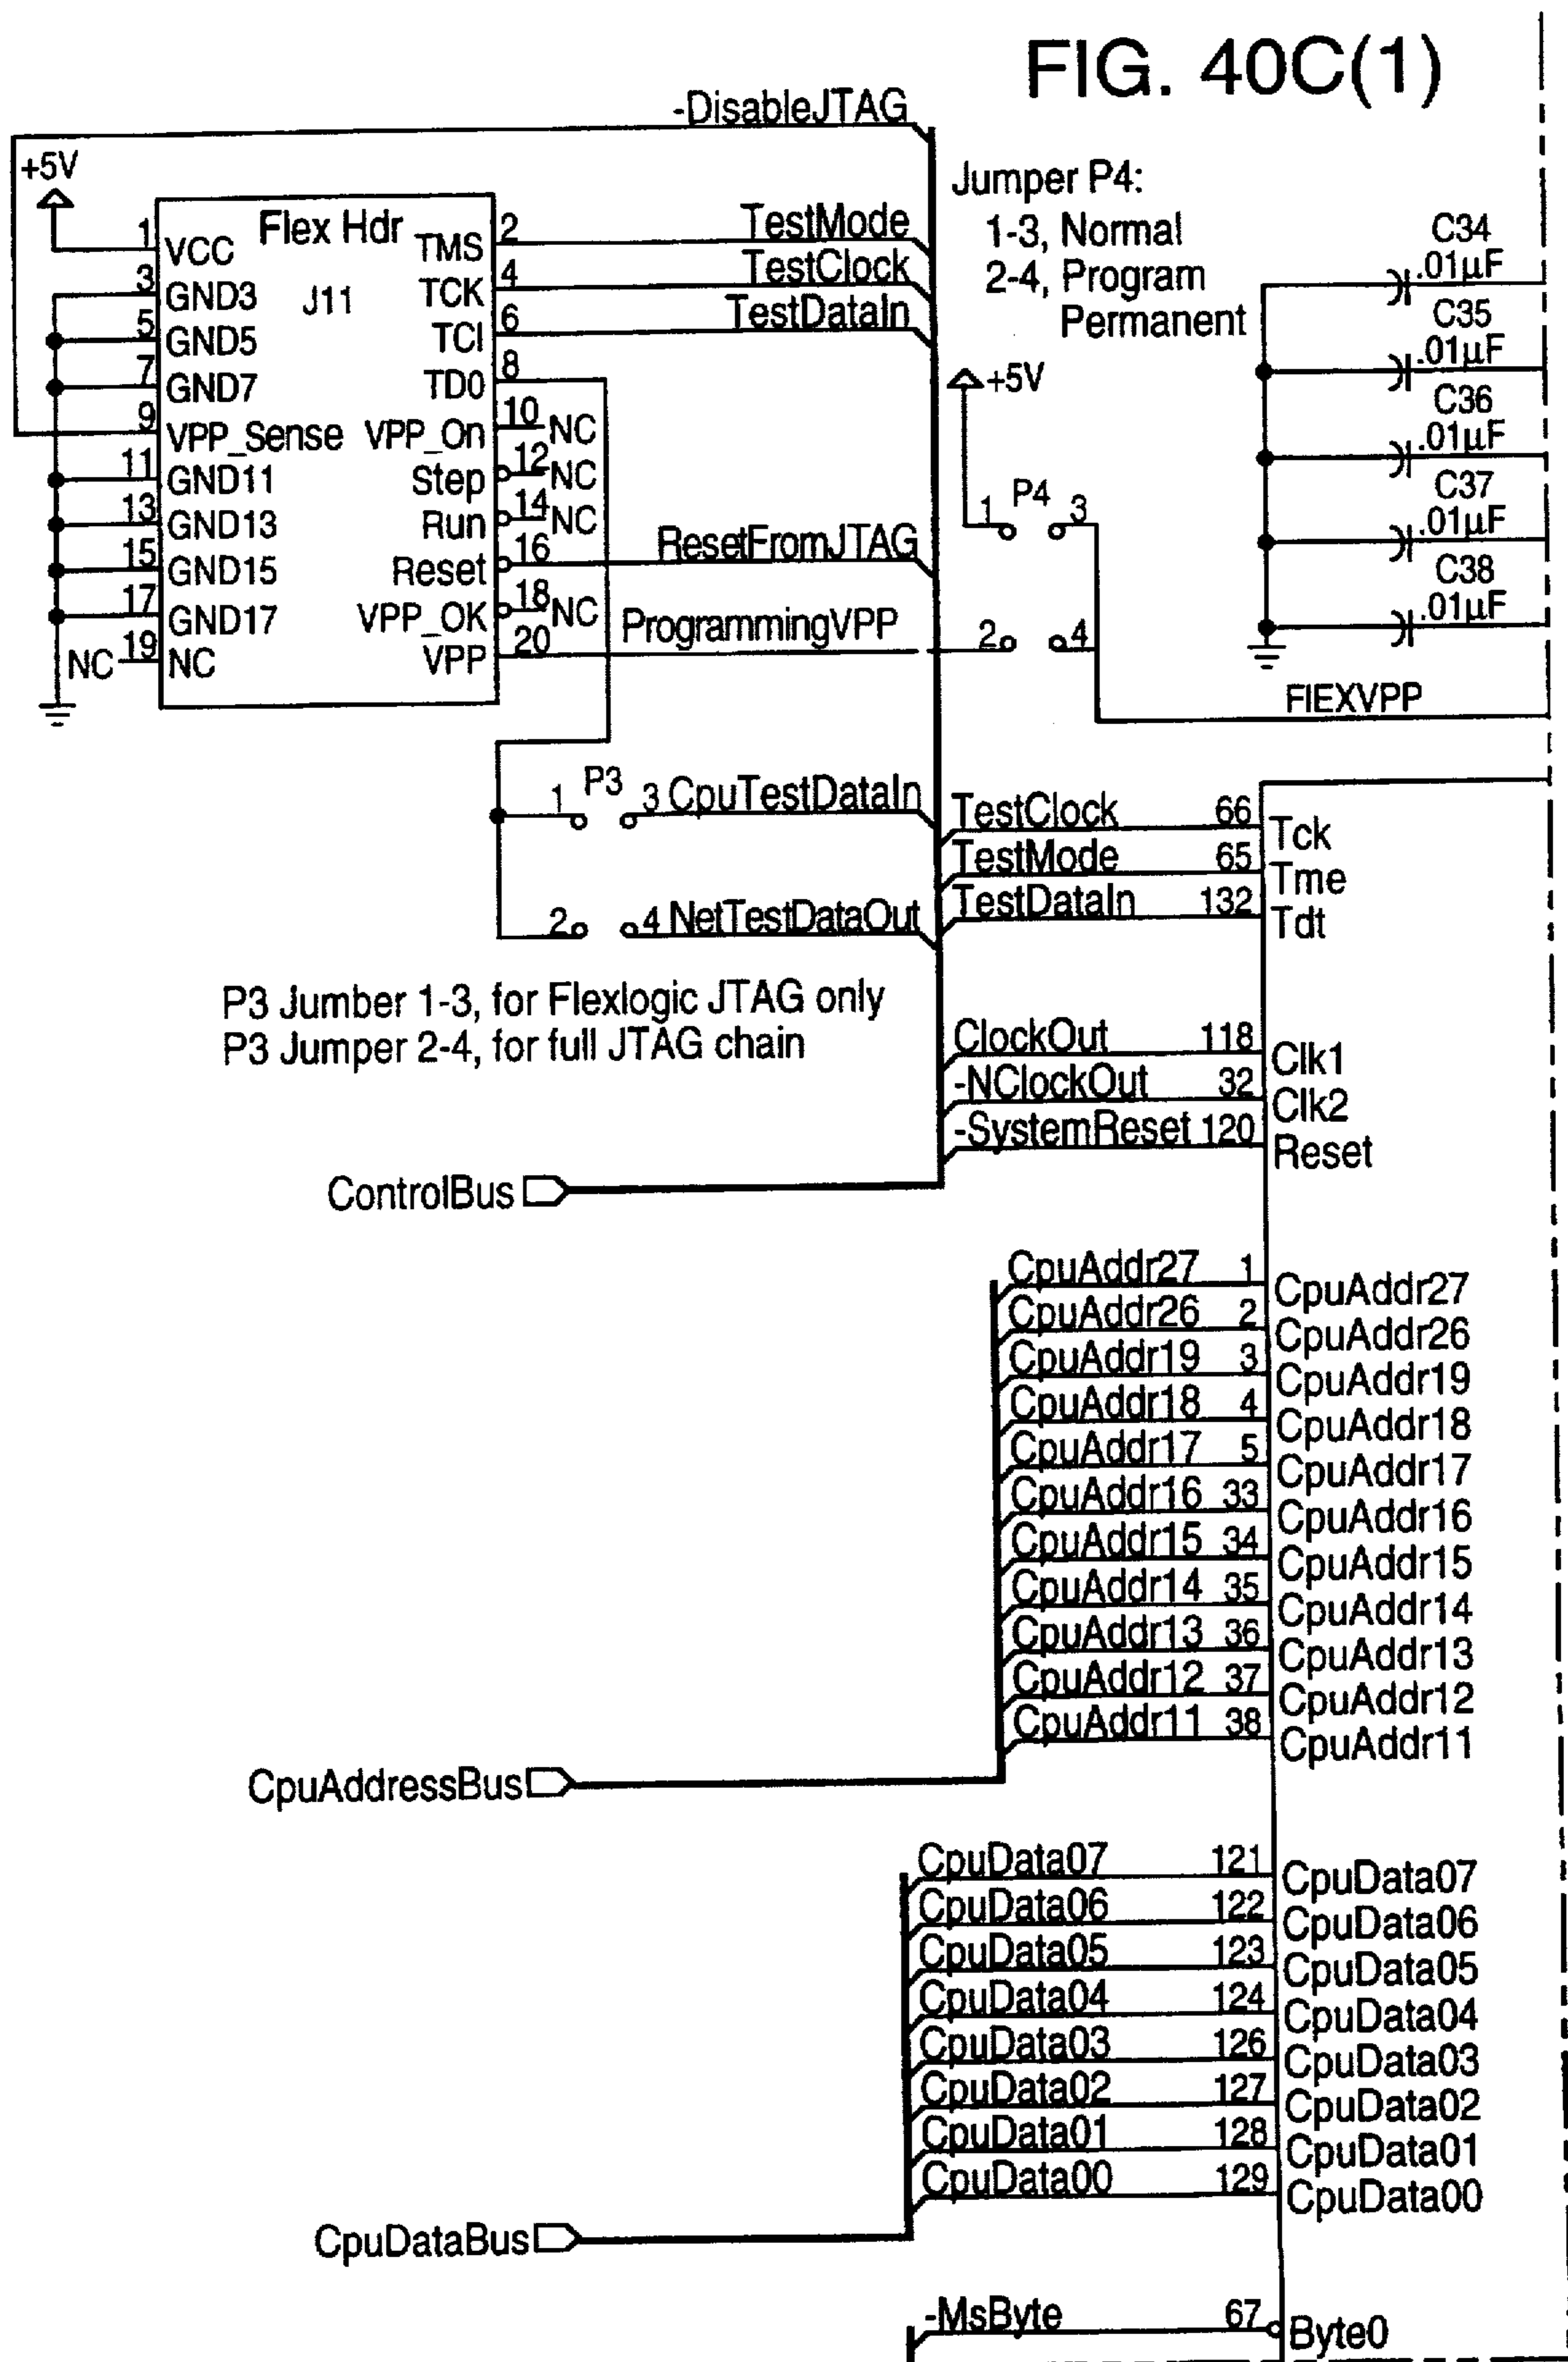 FIG. 40C(1)
-DisableJTAG
+5V
Flex Hdr
J11
1 VCC
3 GND3
5 GND5
7 GND7
9 VPP_Sense
11 GND11
13 GND13
15 GND15
17 GND17
NC 19 NC
TMS 2 TestMode
TCK 4 TestClock
TCI 6 TestDataIn
TD0 8
VPP_On 10 NC
Step 12 NC
Run 14 NC
Reset 16 ResetFromJTAG
VPP_OK 18 NC
VPP 20 ProgrammingVPP
Jumper P4:
1-3, Normal
2-4, Program
Permanent
+5V
1 P4 3
2 4
C34
.01µF
C35
.01µF
C36
.01µF
C37
.01µF
C38
.01µF
FIEXVPP
1 P3 3 CpuTestDataIn
2 4 NetTestDataOut
P3 Jumber 1-3, for Flexlogic JTAG only
P3 Jumper 2-4, for full JTAG chain
TestClock 66 Tck
TestMode 65 Tme
TestDataIn 132 Tdt
ClockOut 118 Clk1
-NClockOut 32 Clk2
-SystemReset 120 Reset
ControlBus
CpuAddr27 1 CpuAddr27
CpuAddr26 2 CpuAddr26
CpuAddr19 3 CpuAddr19
CpuAddr18 4 CpuAddr18
CpuAddr17 5 CpuAddr17
CpuAddr16 33 CpuAddr16
CpuAddr15 34 CpuAddr15
CpuAddr14 35 CpuAddr14
CpuAddr13 36 CpuAddr13
CpuAddr12 37 CpuAddr12
CpuAddr11 38 CpuAddr11
CpuAddressBus
CpuData07 121 CpuData07
CpuData06 122 CpuData06
CpuData05 123 CpuData05
CpuData04 124 CpuData04
CpuData03 126 CpuData03
CpuData02 127 CpuData02
CpuData01 128 CpuData01
CpuData00 129 CpuData00
CpuDataBus
-MsByte 67 Byte0